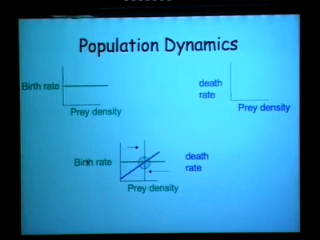 Population Dynamics
Birth rate
Prey density
death
rate
Prey density
Birth rate
death
rate
Prey density